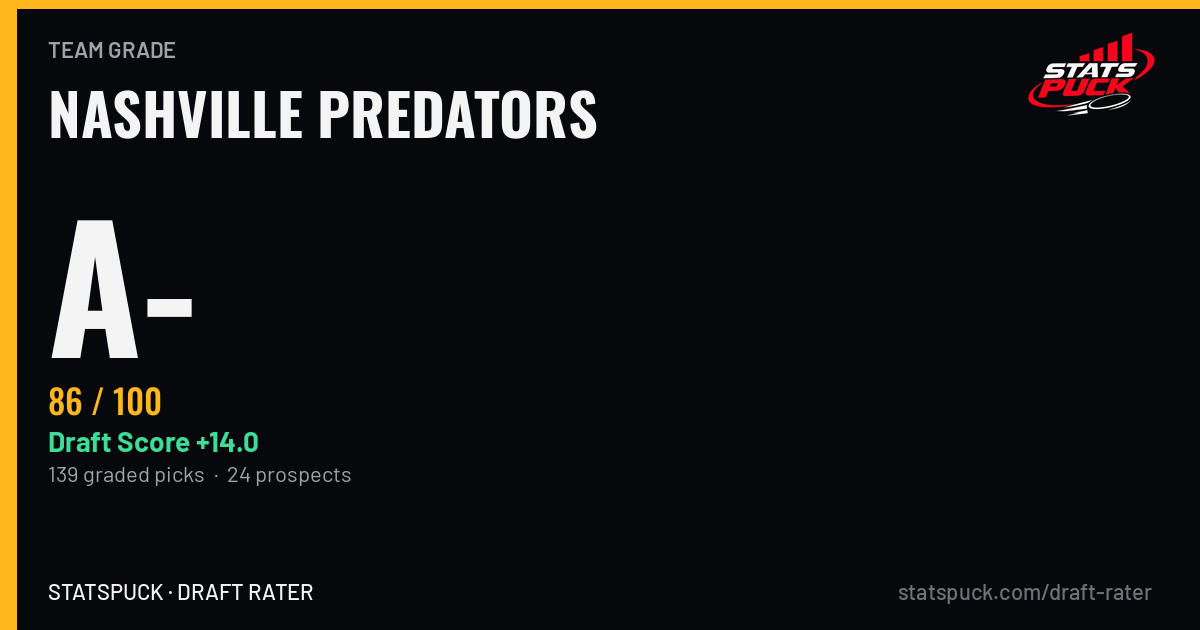 TEAM GRADE
STATS
PUCK
NASHVILLE PREDATORS
A-
86 / 100
Draft Score +14.0
139 graded picks · 24 prospects
STATSPUCK · DRAFT RATER
statspuck.com/draft-rater